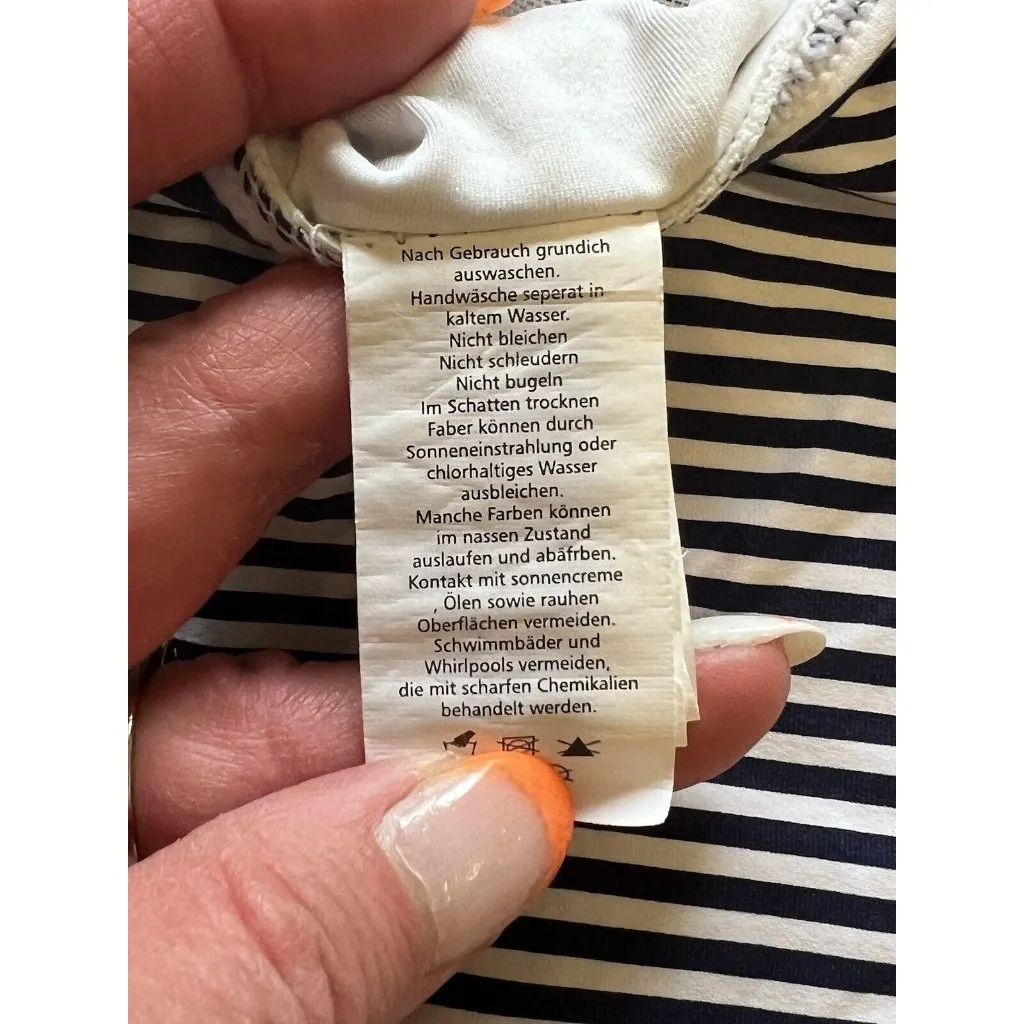 Nach Gebrauch grundich
auswaschen.
Handwäsche seperat in
kaltem Wasser.
Nicht bleichen
Nicht schleudern
Nicht bugeln
Im Schatten trocknen
Faber können durch
Sonneneinstrahlung oder
chlorhaltiges Wasser
ausbleichen.
Manche Farben können
im nassen Zustand
auslaufen und abäfrben.
Kontakt mit sonnencreme
, Ölen sowie rauhen
Oberflächen vermeiden.
Schwimmbäder und
Whirlpools vermeiden,
die mit scharfen Chemikalien
behandelt werden.